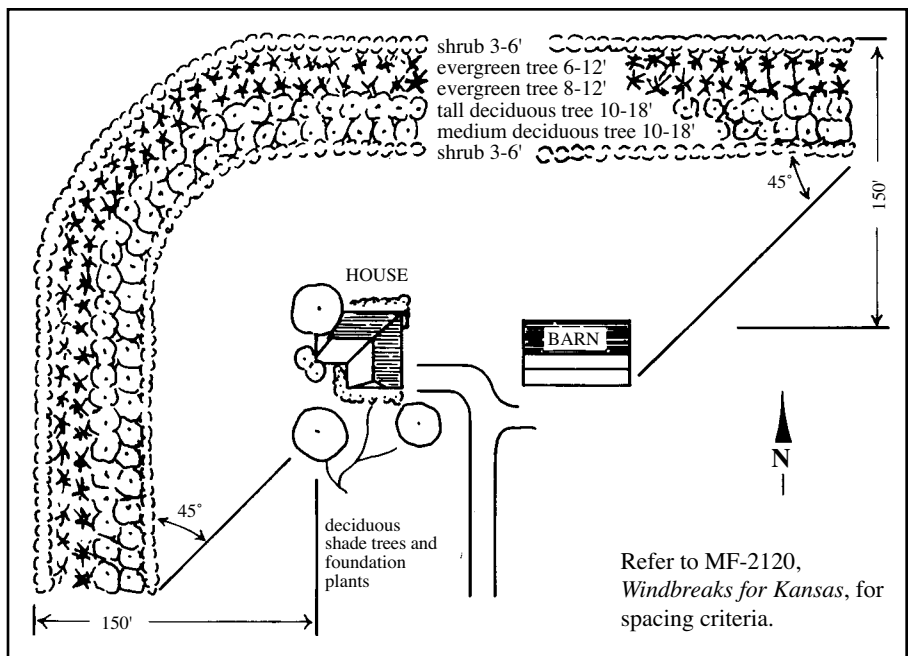 shrub 3-6'
evergreen tree 6-12'
evergreen tree 8-12'
tall deciduous tree 10-18'
medium deciduous tree 10-18'
shrub 3-6'
45°
150'
HOUSE
BARN
N
45°
deciduous
shade trees and
foundation
plants
150'
Refer to MF-2120,
Windbreaks for Kansas, for
spacing criteria.